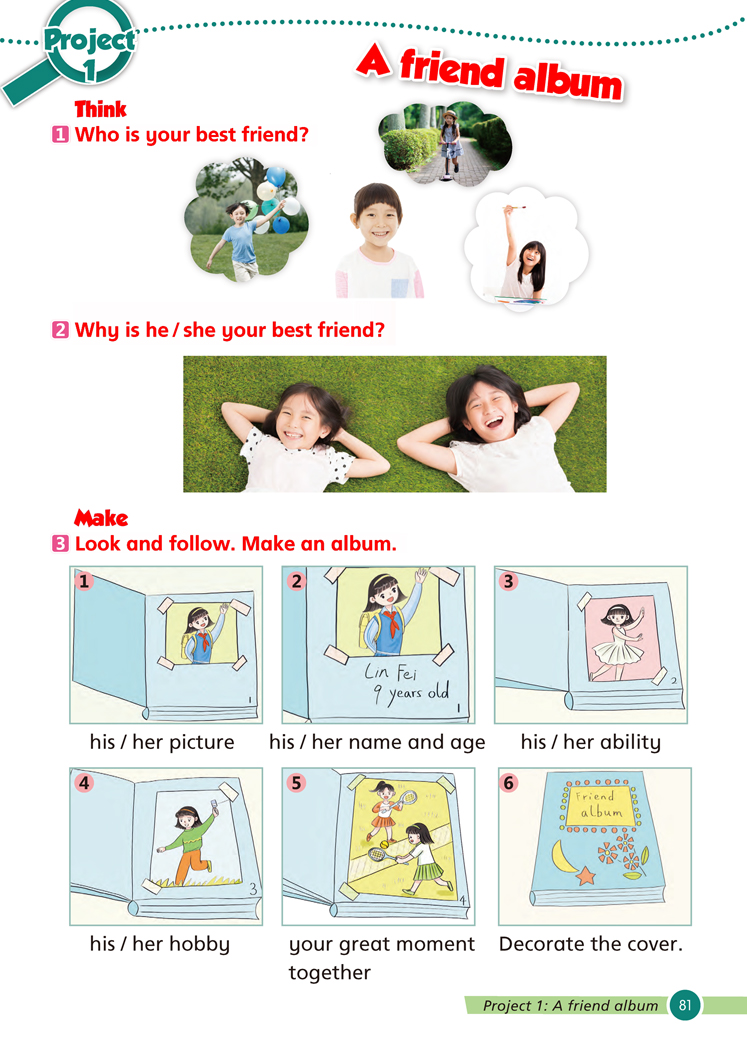 Project
1
A friend album
Think
1 Who is your best friend?
2 Why is he / she your best friend?
Make
3 Look and follow. Make an album.
1
1
his / her picture
2
Lin Fei
9 years old
1
his / her name and age
3
2
his / her ability
4
3
his / her hobby
5
4
your great moment
together
6
Friend
album
Decorate the cover.
Project 1: A friend album 81